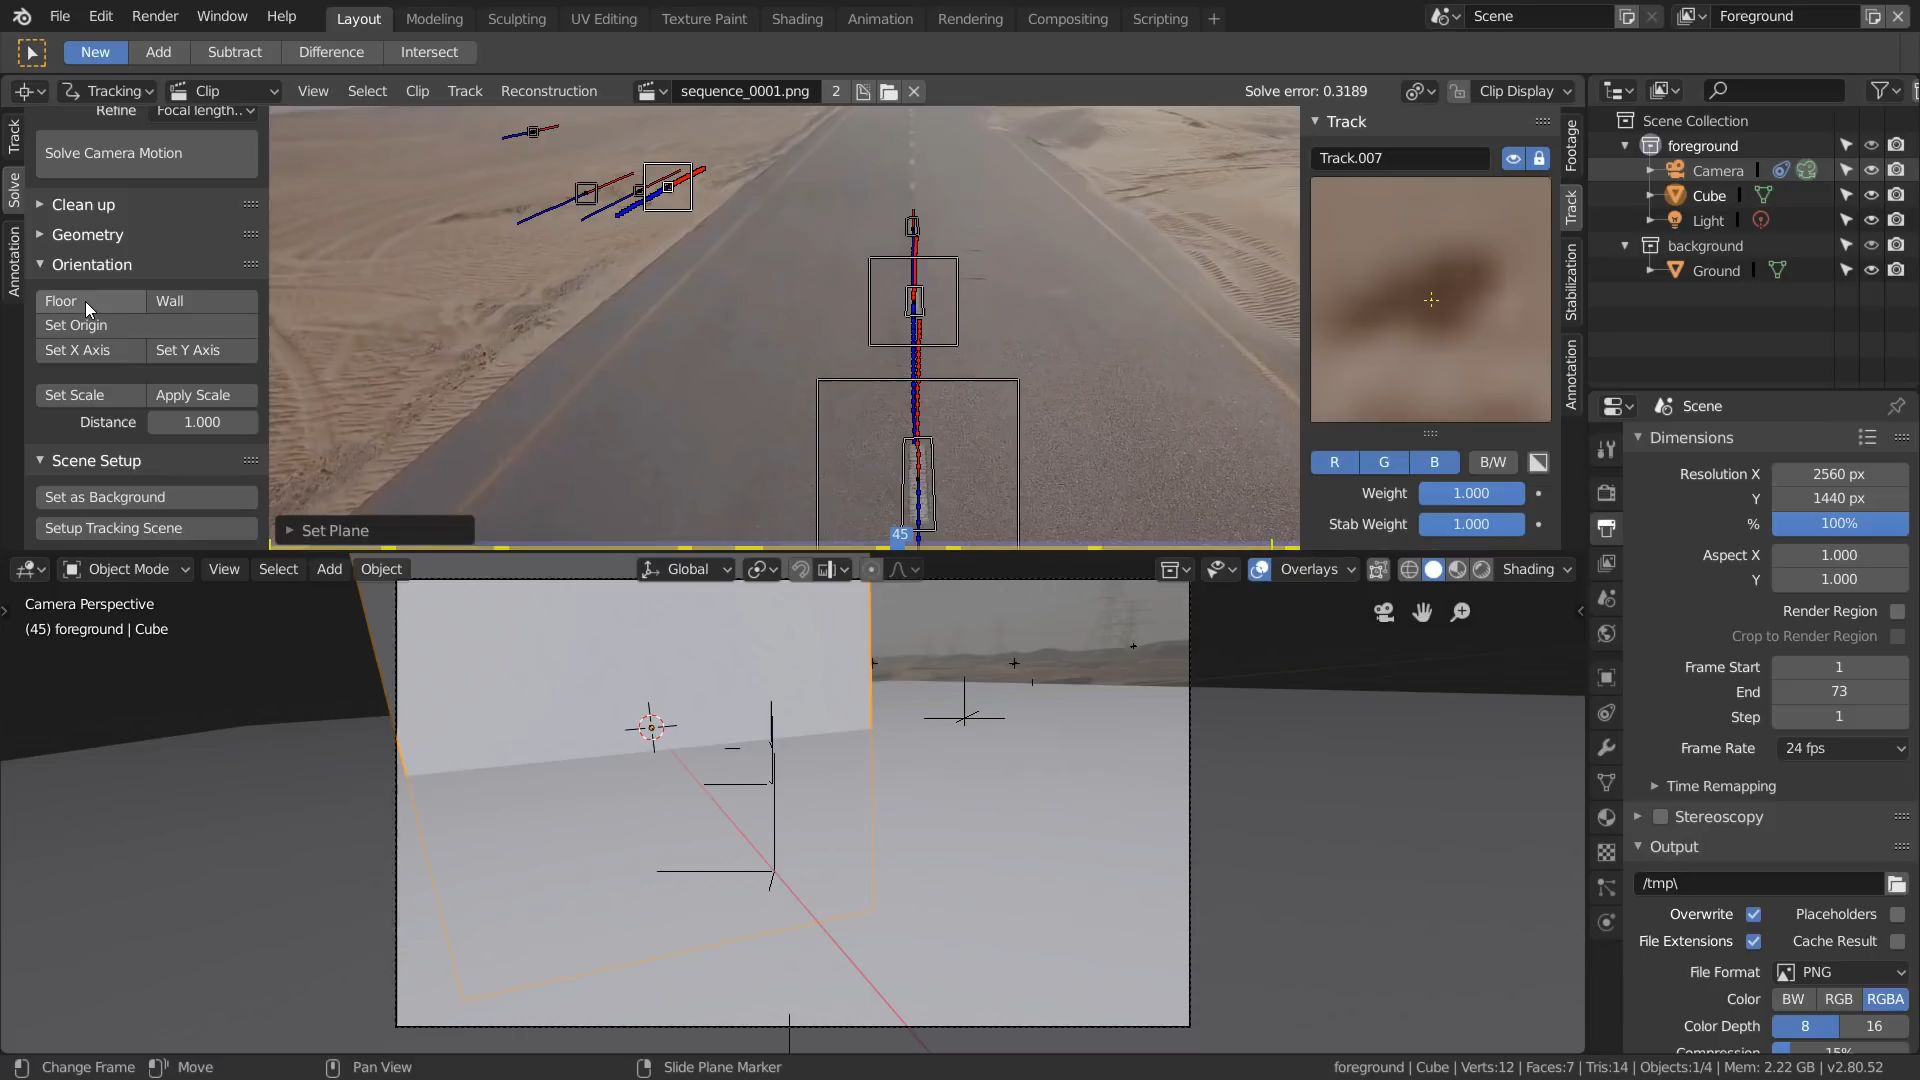 File Edit Render Window Help Layout Modeling Sculpting UV Editing Texture Paint Shading Animation Rendering Compositing Scripting + Scene Foreground
New Add Subtract Difference Intersect
Tracking Clip View Select Clip Track Reconstruction sequence_0001.png 2 Solve error: 0.3189 Clip Display
Refine Focal length..
Solve Camera Motion
Clean up
Geometry
Orientation
Floor Wall
Set Origin
Set X Axis Set Y Axis
Set Scale Apply Scale
Distance 1.000
Scene Setup
Set as Background
Setup Tracking Scene
Track
Solve
Annotation
Set Plane
45
Track
Track.007
R G B B/W
Weight 1.000
Stab Weight 1.000
Footage
Track
Stabilization
Annotation
Scene Collection
foreground
Camera
Cube
Light
background
Ground
Scene
Dimensions
Resolution X 2560 px
Y 1440 px
% 100%
Aspect X 1.000
Y 1.000
Render Region
Crop to Render Region
Frame Start 1
End 73
Step 1
Frame Rate 24 fps
Time Remapping
Stereoscopy
Output
/tmp\
Overwrite Placeholders
File Extensions Cache Result
File Format PNG
Color BW RGB RGBA
Color Depth 8 16
Compression 15%
Object Mode View Select Add Object Global Overlays Shading
Camera Perspective
(45) foreground | Cube
Change Frame Move Pan View Slide Plane Marker foreground | Cube | Verts:12 | Faces:7 | Tris:14 | Objects:1/4 | Mem: 2.22 GB | v2.80.52